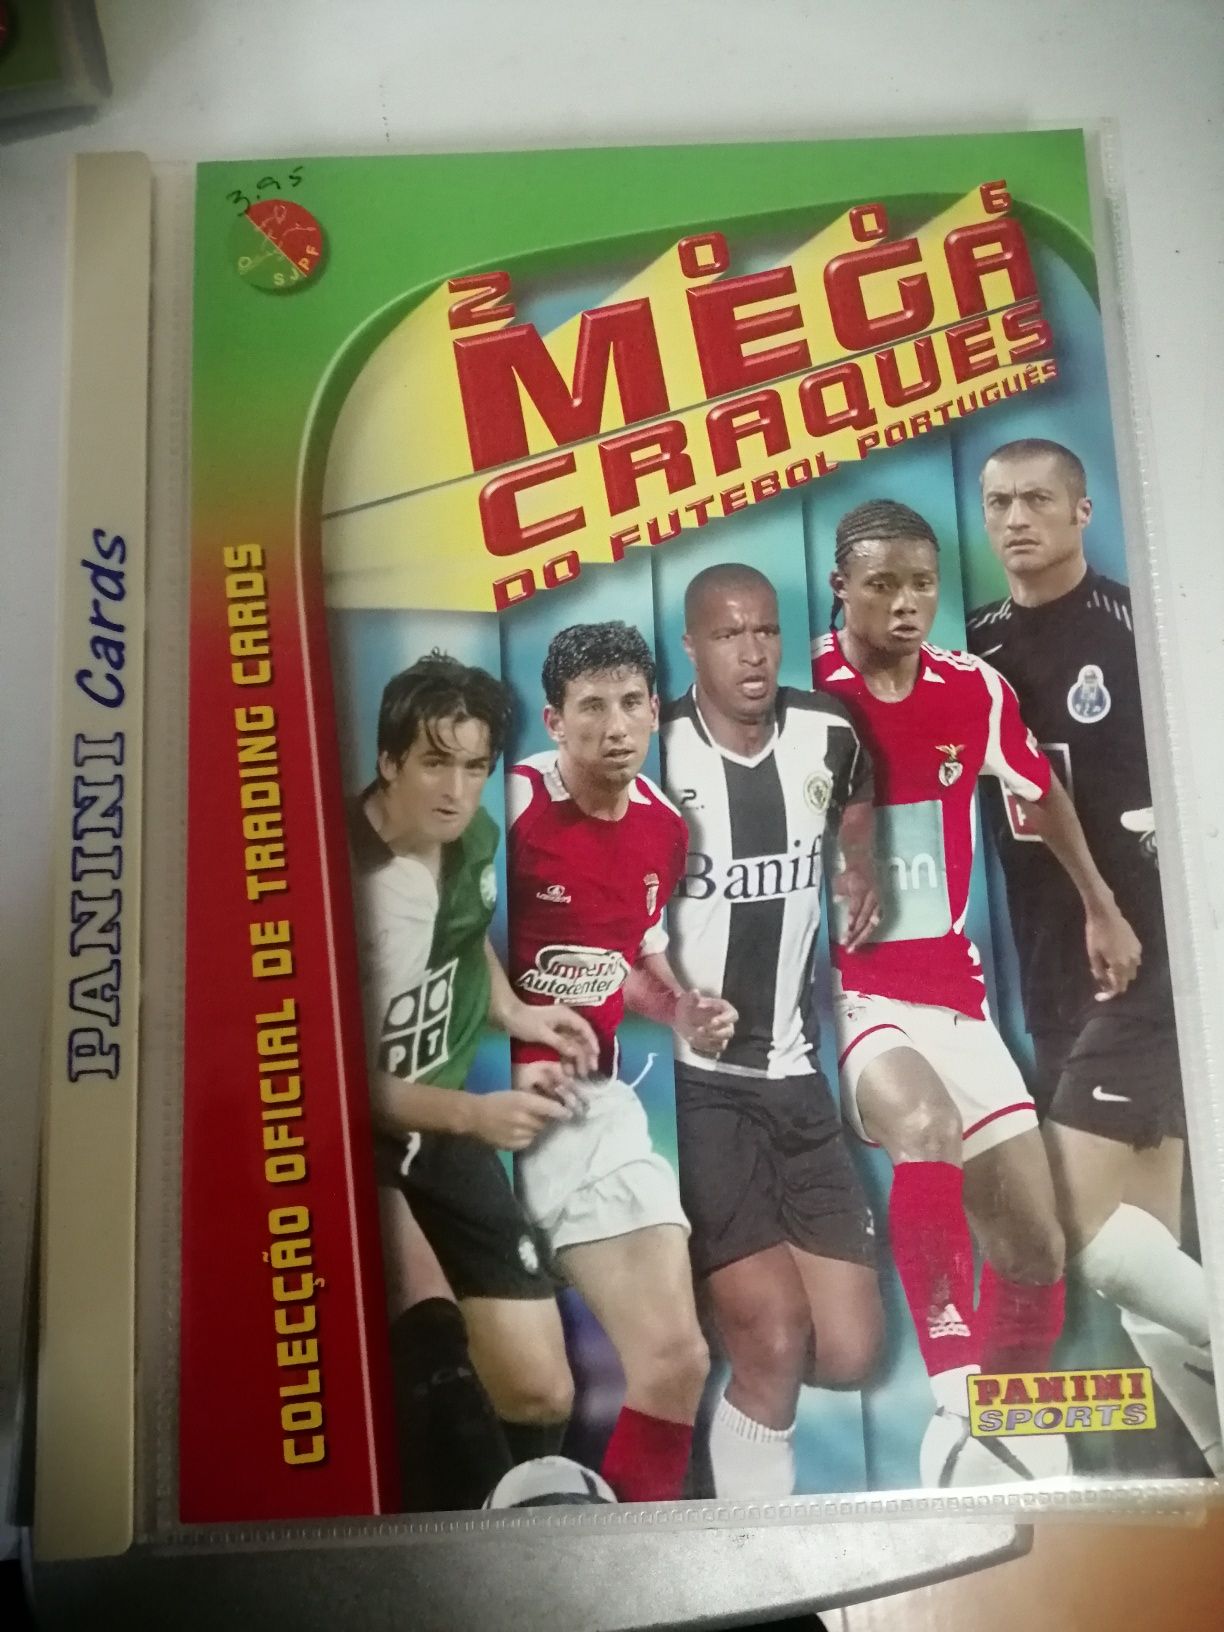 3.95
SJPF
2006
MEGA
CRAQUES
DO FUTEBOL PORTUGUÊS
COLECÇÃO OFICIAL DE TRADING CARDS
PANINI Cards
Banif
Imperio
Autocenter
PT
PANINI
SPORTS